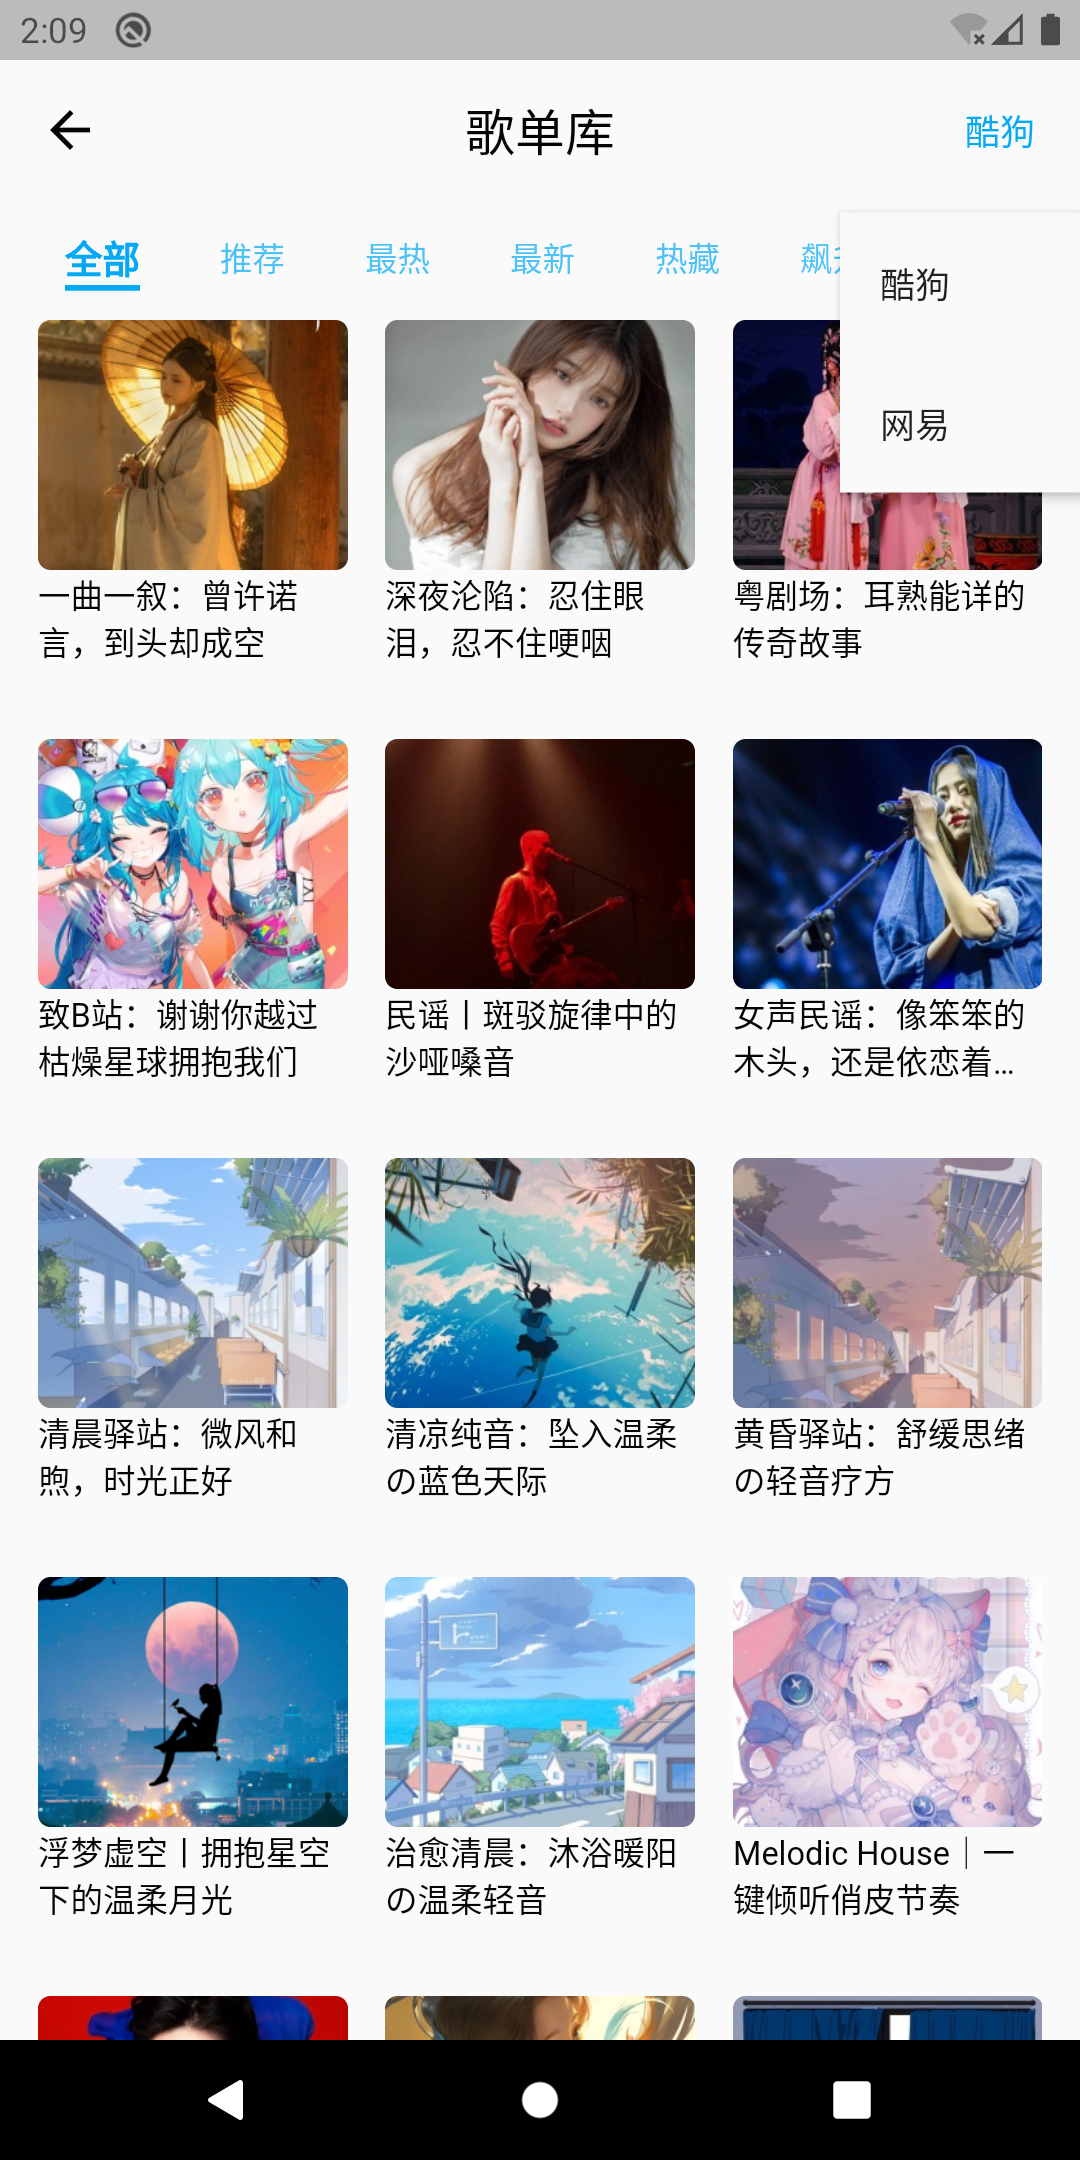 2:09
歌单库
酷狗
全部
推荐
最热
最新
热藏
飙
酷狗
网易
一曲一叙：曾许诺
言，到头却成空
深夜沦陷：忍住眼
泪，忍不住哽咽
粤剧场：耳熟能详的
传奇故事
致B站：谢谢你越过
枯燥星球拥抱我们
民谣丨斑驳旋律中的
沙哑嗓音
女声民谣：像笨笨的
木头，还是依恋着...
清晨驿站：微风和
煦，时光正好
清凉纯音：坠入温柔
の蓝色天际
黄昏驿站：舒缓思绪
の轻音疗方
浮梦虚空丨拥抱星空
下的温柔月光
治愈清晨：沐浴暖阳
の温柔轻音
Melodic House｜一
键倾听俏皮节奏